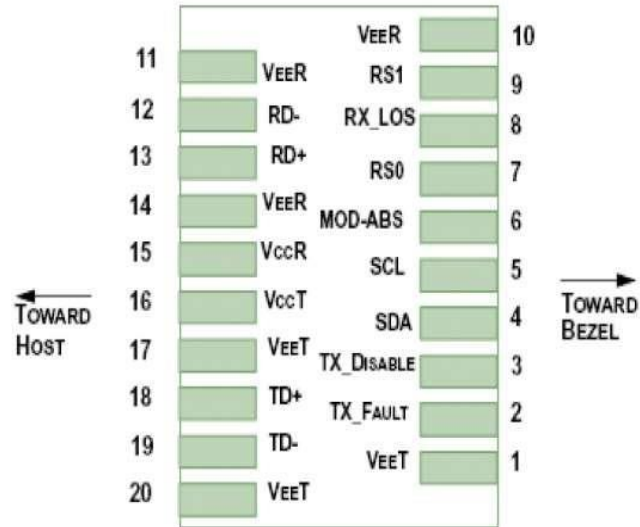 11 VEER
12 RD-
13 RD+
14 VEER
15 VCCR
16 VCCT
17 VEET
18 TD+
19 TD-
20 VEET
TOWARD
HOST
VEER 10
RS1 9
RX_LOS 8
RS0 7
MOD-ABS 6
SCL 5
SDA 4
TX_DISABLE 3
TX_FAULT 2
VEET 1
TOWARD
BEZEL